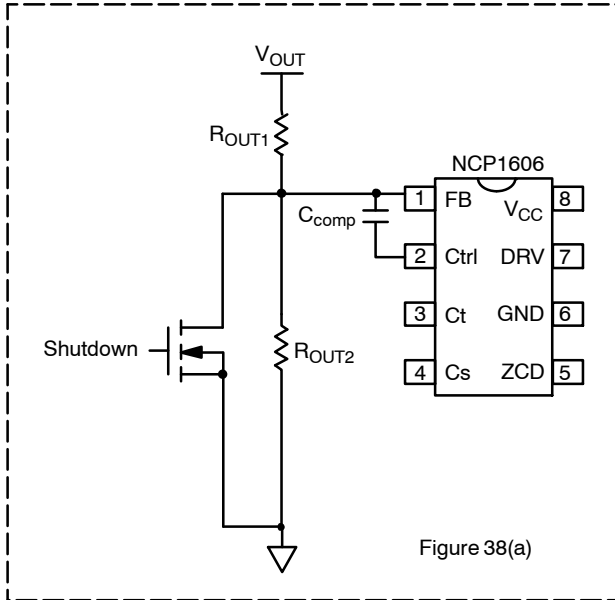 VOUT
ROUT1
NCP1606
1 FB VCC 8
Ccomp
2 Ctrl DRV 7
3 Ct GND 6
Shutdown
ROUT2
4 Cs ZCD 5
Figure 38(a)